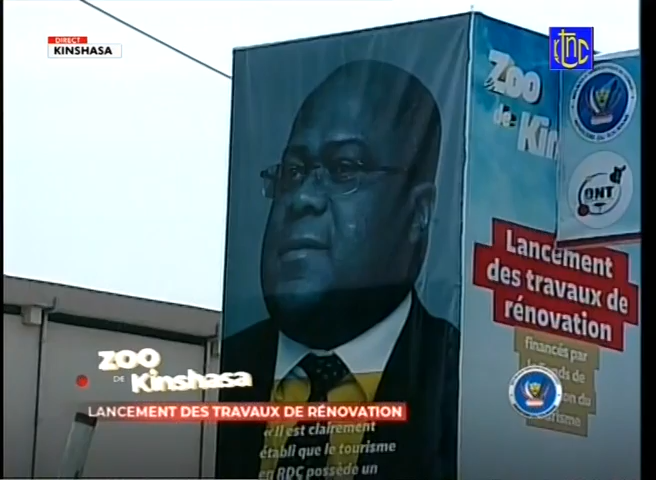 DIRECT
KINSHASA
rtnc
Zoo
de Kin
ONT
Lancement
des travaux de
rénovation
financés par
ZOO
DE Kinshasa
LANCEMENT DES TRAVAUX DE RÉNOVATION
« Il est clairement
établi que le tourisme
en RDC possède un